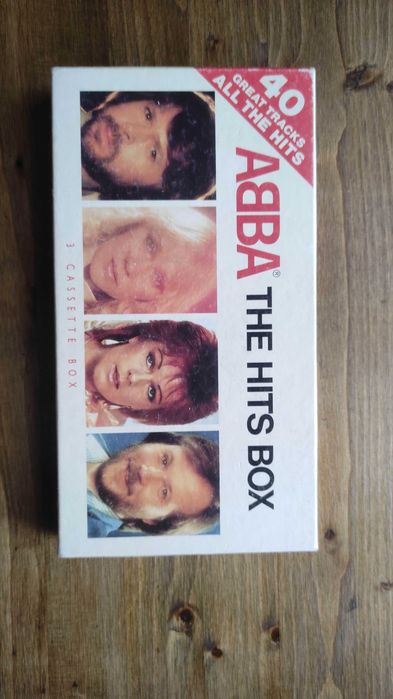 40
GREAT TRACKS
ALL THE HITS
ABBA® THE HITS BOX
3 CASSETTE BOX